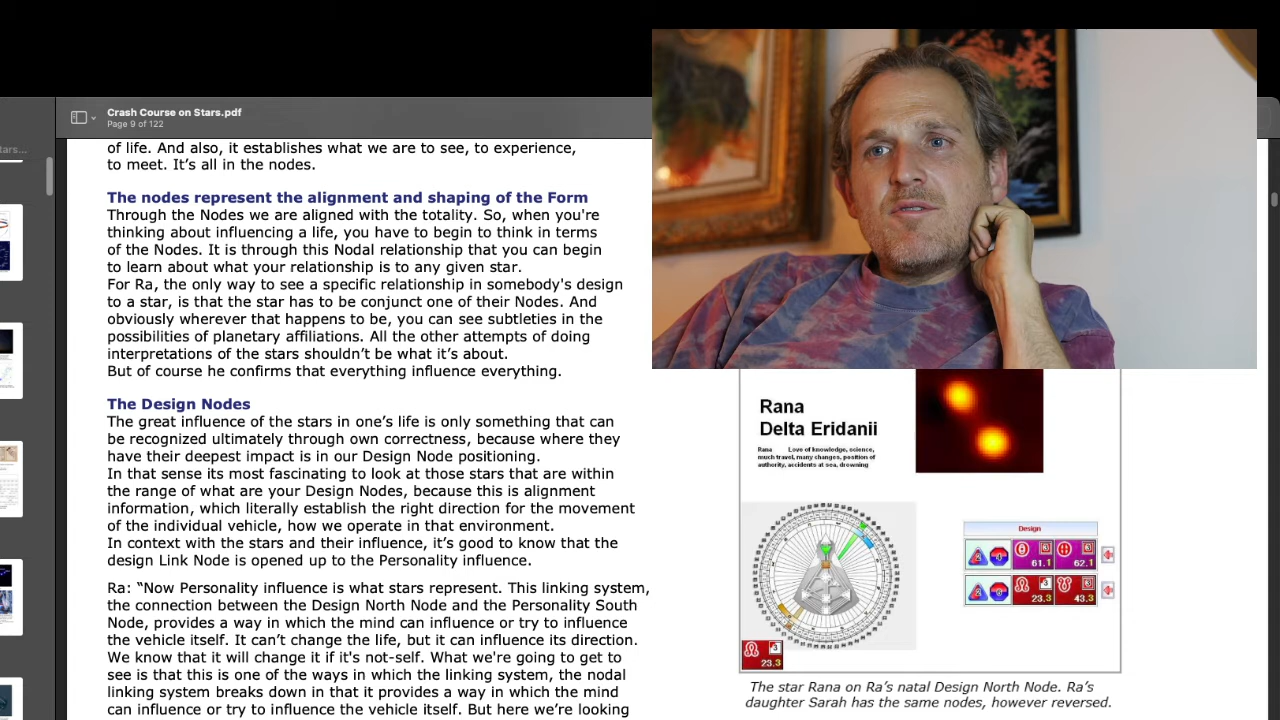 Crash Course on Stars.pdf
Page 9 of 122
tars...
of life. And also, it establishes what we are to see, to experience,
to meet. It's all in the nodes.
The nodes represent the alignment and shaping of the Form
Through the Nodes we are aligned with the totality. So, when you're
thinking about influencing a life, you have to begin to think in terms
of the Nodes. It is through this Nodal relationship that you can begin
to learn about what your relationship is to any given star.
For Ra, the only way to see a specific relationship in somebody's design
to a star, is that the star has to be conjunct one of their Nodes. And
obviously wherever that happens to be, you can see subtleties in the
possibilities of planetary affiliations. All the other attempts of doing
interpretations of the stars shouldn't be what it's about.
But of course he confirms that everything influence everything.
The Design Nodes
The great influence of the stars in one's life is only something that can
be recognized ultimately through own correctness, because where they
have their deepest impact is in our Design Node positioning.
In that sense its most fascinating to look at those stars that are within
the range of what are your Design Nodes, because this is alignment
information, which literally establish the right direction for the movement
of the individual vehicle, how we operate in that environment.
In context with the stars and their influence, it's good to know that the
design Link Node is opened up to the Personality influence.
Ra: "Now Personality influence is what stars represent. This linking system,
the connection between the Design North Node and the Personality South
Node, provides a way in which the mind can influence or try to influence
the vehicle itself. It can't change the life, but it can influence its direction.
We know that it will change it if it's not-self. What we're going to get to
see is that this is one of the ways in which the linking system, the nodal
linking system breaks down in that it provides a way in which the mind
can influence or try to influence the vehicle itself. But here we're looking
Rana
Delta Eridanii
Rana Love of knowledge, science,
much travel, many changes, position of
authority, accidents at sea, drowning
Design
61.1 62.1
23.3 43.3
23.3
The star Rana on Ra's natal Design North Node. Ra's
daughter Sarah has the same nodes, however reversed.